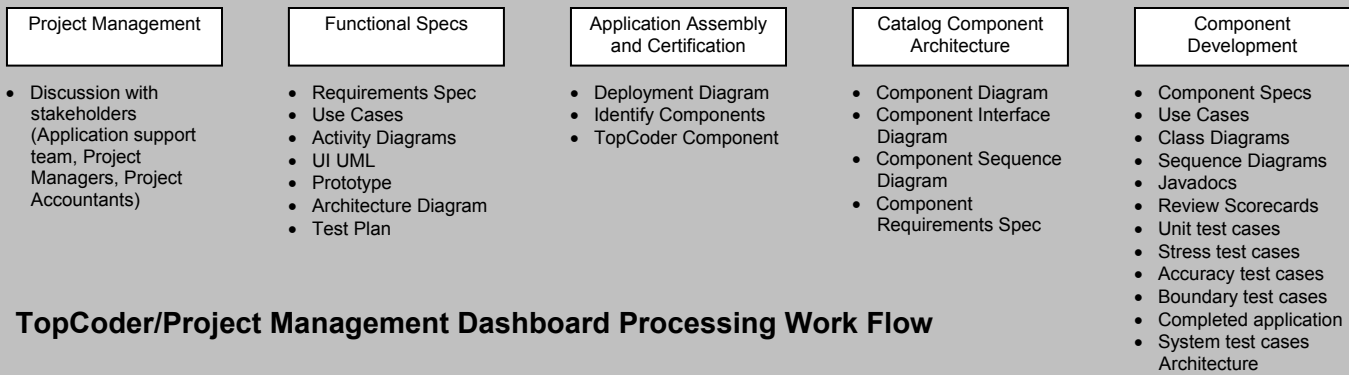 Project Management
• Discussion with
stakeholders
(Application support
team, Project
Managers, Project
Accountants)
Functional Specs
• Requirements Spec
• Use Cases
• Activity Diagrams
• UI UML
• Prototype
• Architecture Diagram
• Test Plan
Application Assembly
and Certification
• Deployment Diagram
• Identify Components
• TopCoder Component
Catalog Component
Architecture
• Component Diagram
• Component Interface
Diagram
• Component Sequence
Diagram
• Component
Requirements Spec
Component
Development
• Component Specs
• Use Cases
• Class Diagrams
• Sequence Diagrams
• Javadocs
• Review Scorecards
• Unit test cases
• Stress test cases
• Accuracy test cases
• Boundary test cases
• Completed application
• System test cases
Architecture
TopCoder/Project Management Dashboard Processing Work Flow